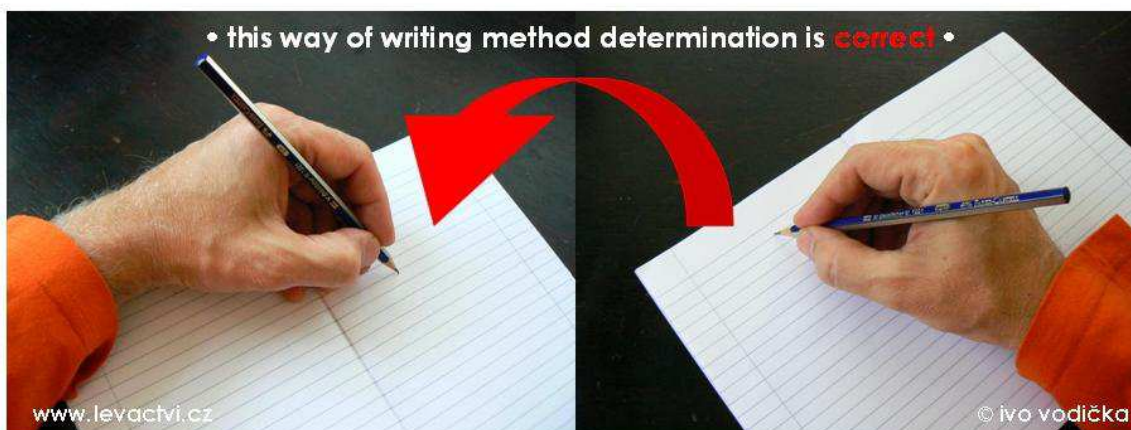 • this way of writing method determination is correct •
www.levactvi.cz
© ivo vodička